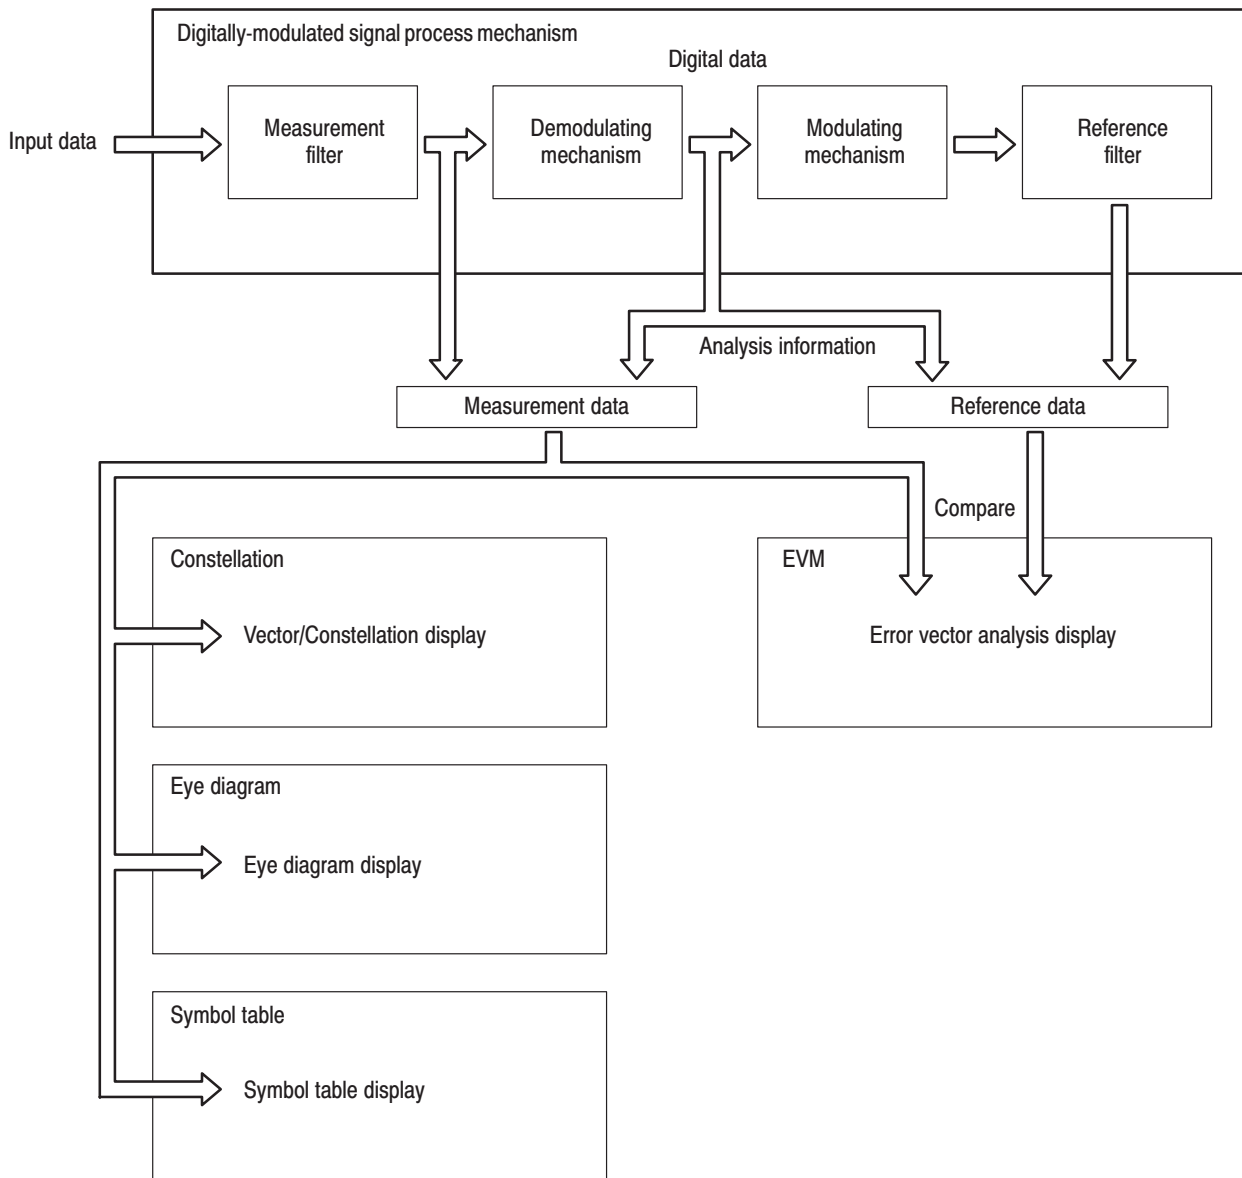 Digitally-modulated signal process mechanism
Digital data
Input data
Measurement
filter
Demodulating
mechanism
Modulating
mechanism
Reference
filter
Analysis information
Measurement data
Reference data
Compare
Constellation
Vector/Constellation display
EVM
Error vector analysis display
Eye diagram
Eye diagram display
Symbol table
Symbol table display